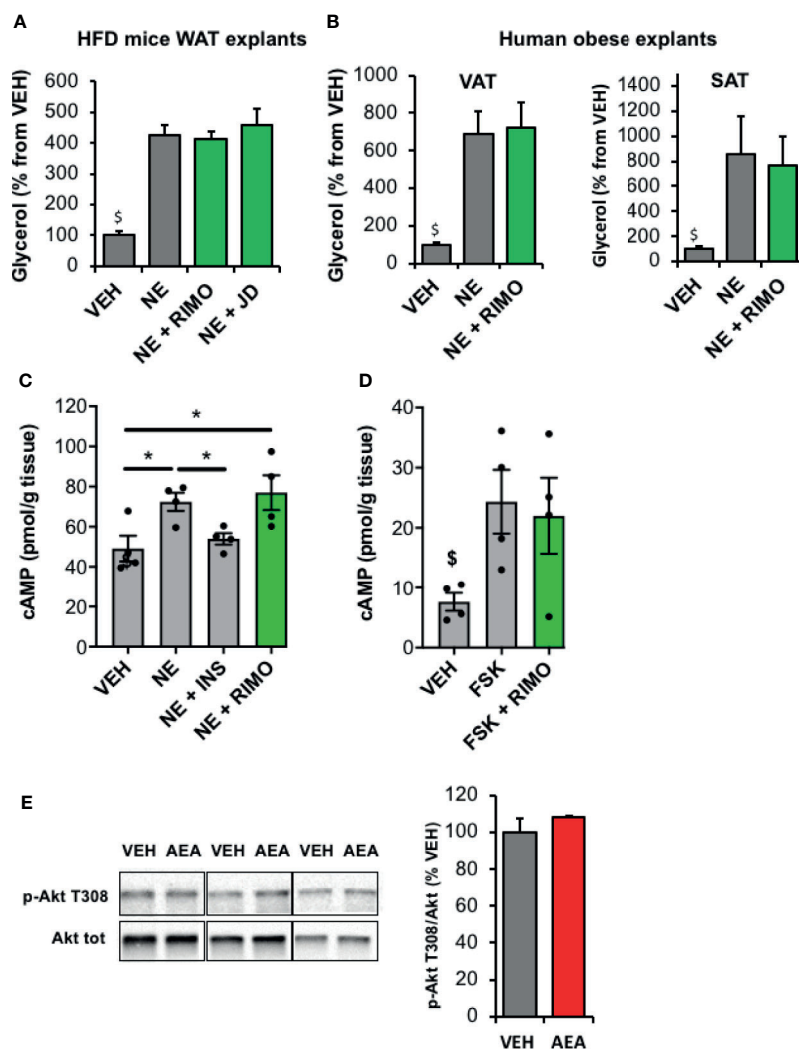 A
HFD mice WAT explants
Glycerol (% from VEH)
600
500
400
300
200
100
0
$
VEH
NE
NE + RIMO
NE + JD
B
Human obese explants
VAT
Glycerol (% from VEH)
1000
800
600
400
200
0
$
VEH
NE
NE + RIMO
SAT
Glycerol (% from VEH)
1400
1200
1000
800
600
400
200
0
$
VEH
NE
NE + RIMO
C
cAMP (pmol/g tissue)
120
100
80
60
40
20
0
*
*
*
VEH
NE
NE + INS
NE + RIMO
D
cAMP (pmol/g tissue)
40
30
20
10
0
$
VEH
FSK
FSK + RIMO
E
VEH AEA VEH AEA VEH AEA
p-Akt T308
Akt tot
p-Akt T308/Akt (% VEH)
120
100
80
60
40
20
0
VEH AEA